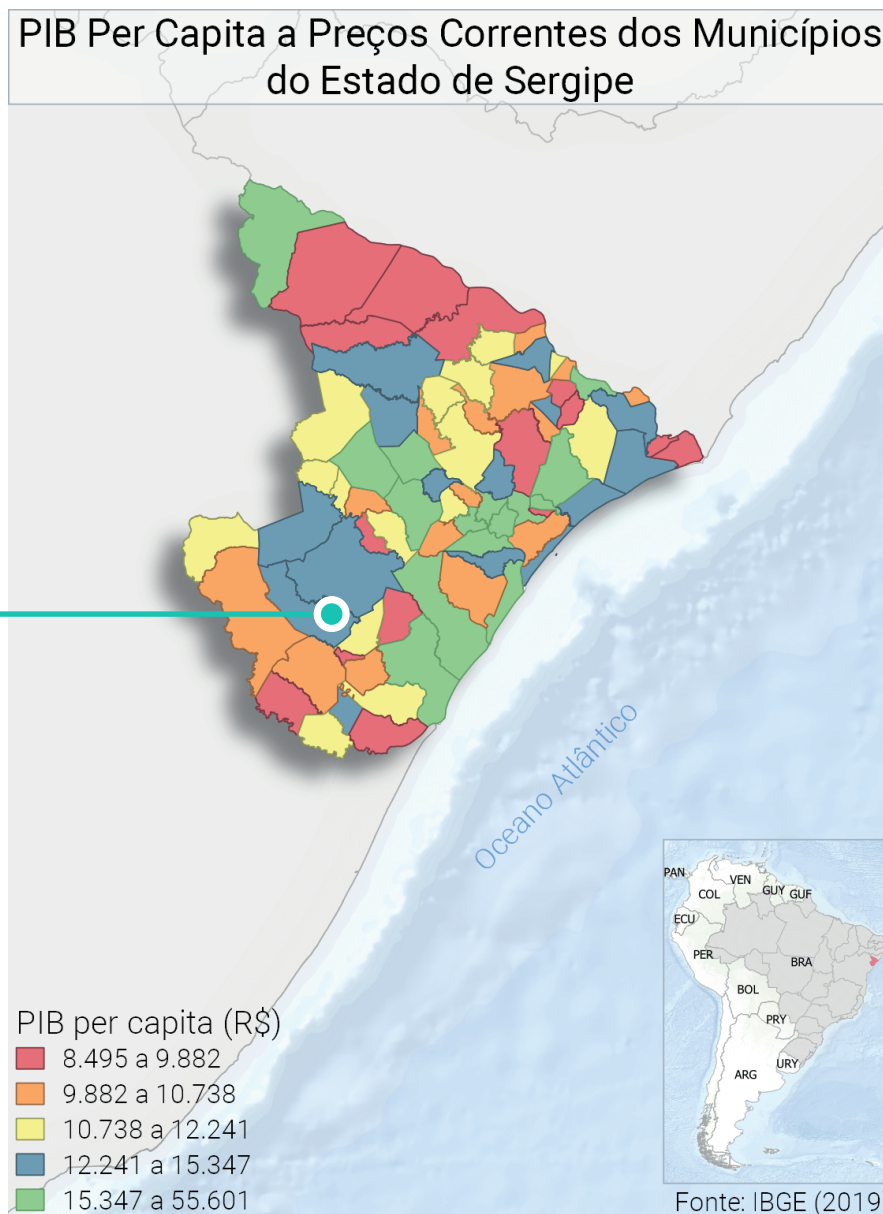 PIB Per Capita a Preços Correntes dos Municípios
do Estado de Sergipe
Oceano Atlântico
PAN
VEN
COL
GUY
GUF
ECU
PER
BRA
BOL
PRY
URY
ARG
PIB per capita (R$)
8.495 a 9.882
9.882 a 10.738
10.738 a 12.241
12.241 a 15.347
15.347 a 55.601
Fonte: IBGE (2019